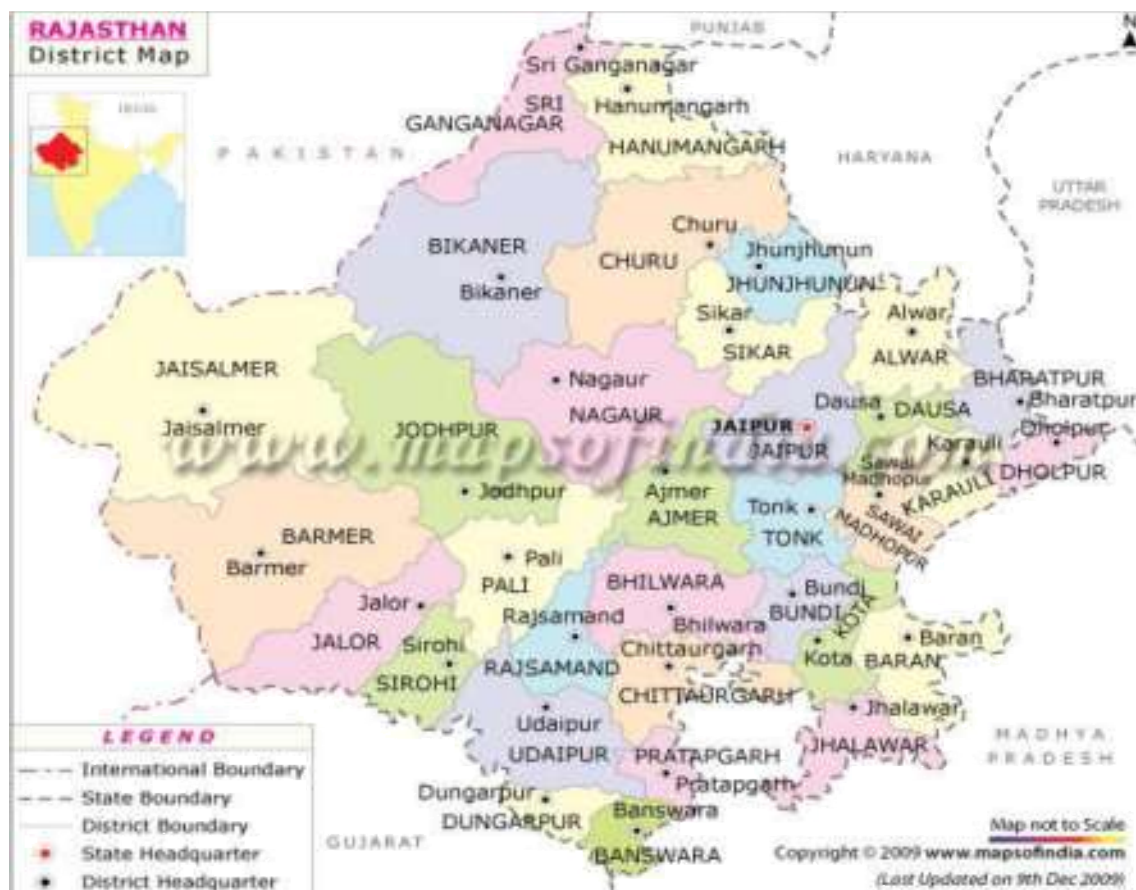 RAJASTHAN
District Map
INDIA
PUNJAB
N
Sri Ganganagar
SRI
GANGANAGAR
Hanumangarh
HANUMANGARH
PAKISTAN
HARYANA
UTTAR
PRADESH
BIKANER
Bikaner
Churu
CHURU
Jhunjhunun
JHUNJHUNUN
Sikar
SIKAR
Alwar
ALWAR
JAISALMER
Jaisalmer
JODHPUR
Jodhpur
Nagaur
NAGAUR
JAIPUR
JAIPUR
Dausa
DAUSA
BHARATPUR
Bharatpur
Dholpur
DHOLPUR
Karauli
KARAULI
www.mapsofindia.com
Sawai
Madhopur
SAWAI
MADHOPUR
Ajmer
AJMER
Tonk
TONK
BARMER
Barmer
Pali
PALI
Jalor
JALOR
Sirohi
SIROHI
Rajsamand
RAJSAMAND
BHILWARA
Bhilwara
Bundi
BUNDI
KOTA
Kota
Baran
BARAN
Chittaurgarh
CHITTAURGARH
Jhalawar
JHALAWAR
Udaipur
UDAIPUR
PRATAPGARH
Pratapgarh
Dungarpur
DUNGARPUR
Banswara
BANSWARA
MADHYA
PRADESH
GUJARAT
LEGEND
International Boundary
State Boundary
District Boundary
State Headquarter
District Headquarter
Map not to Scale
Copyright © 2009 www.mapsofindia.com
(Last Updated on 9th Dec 2009)